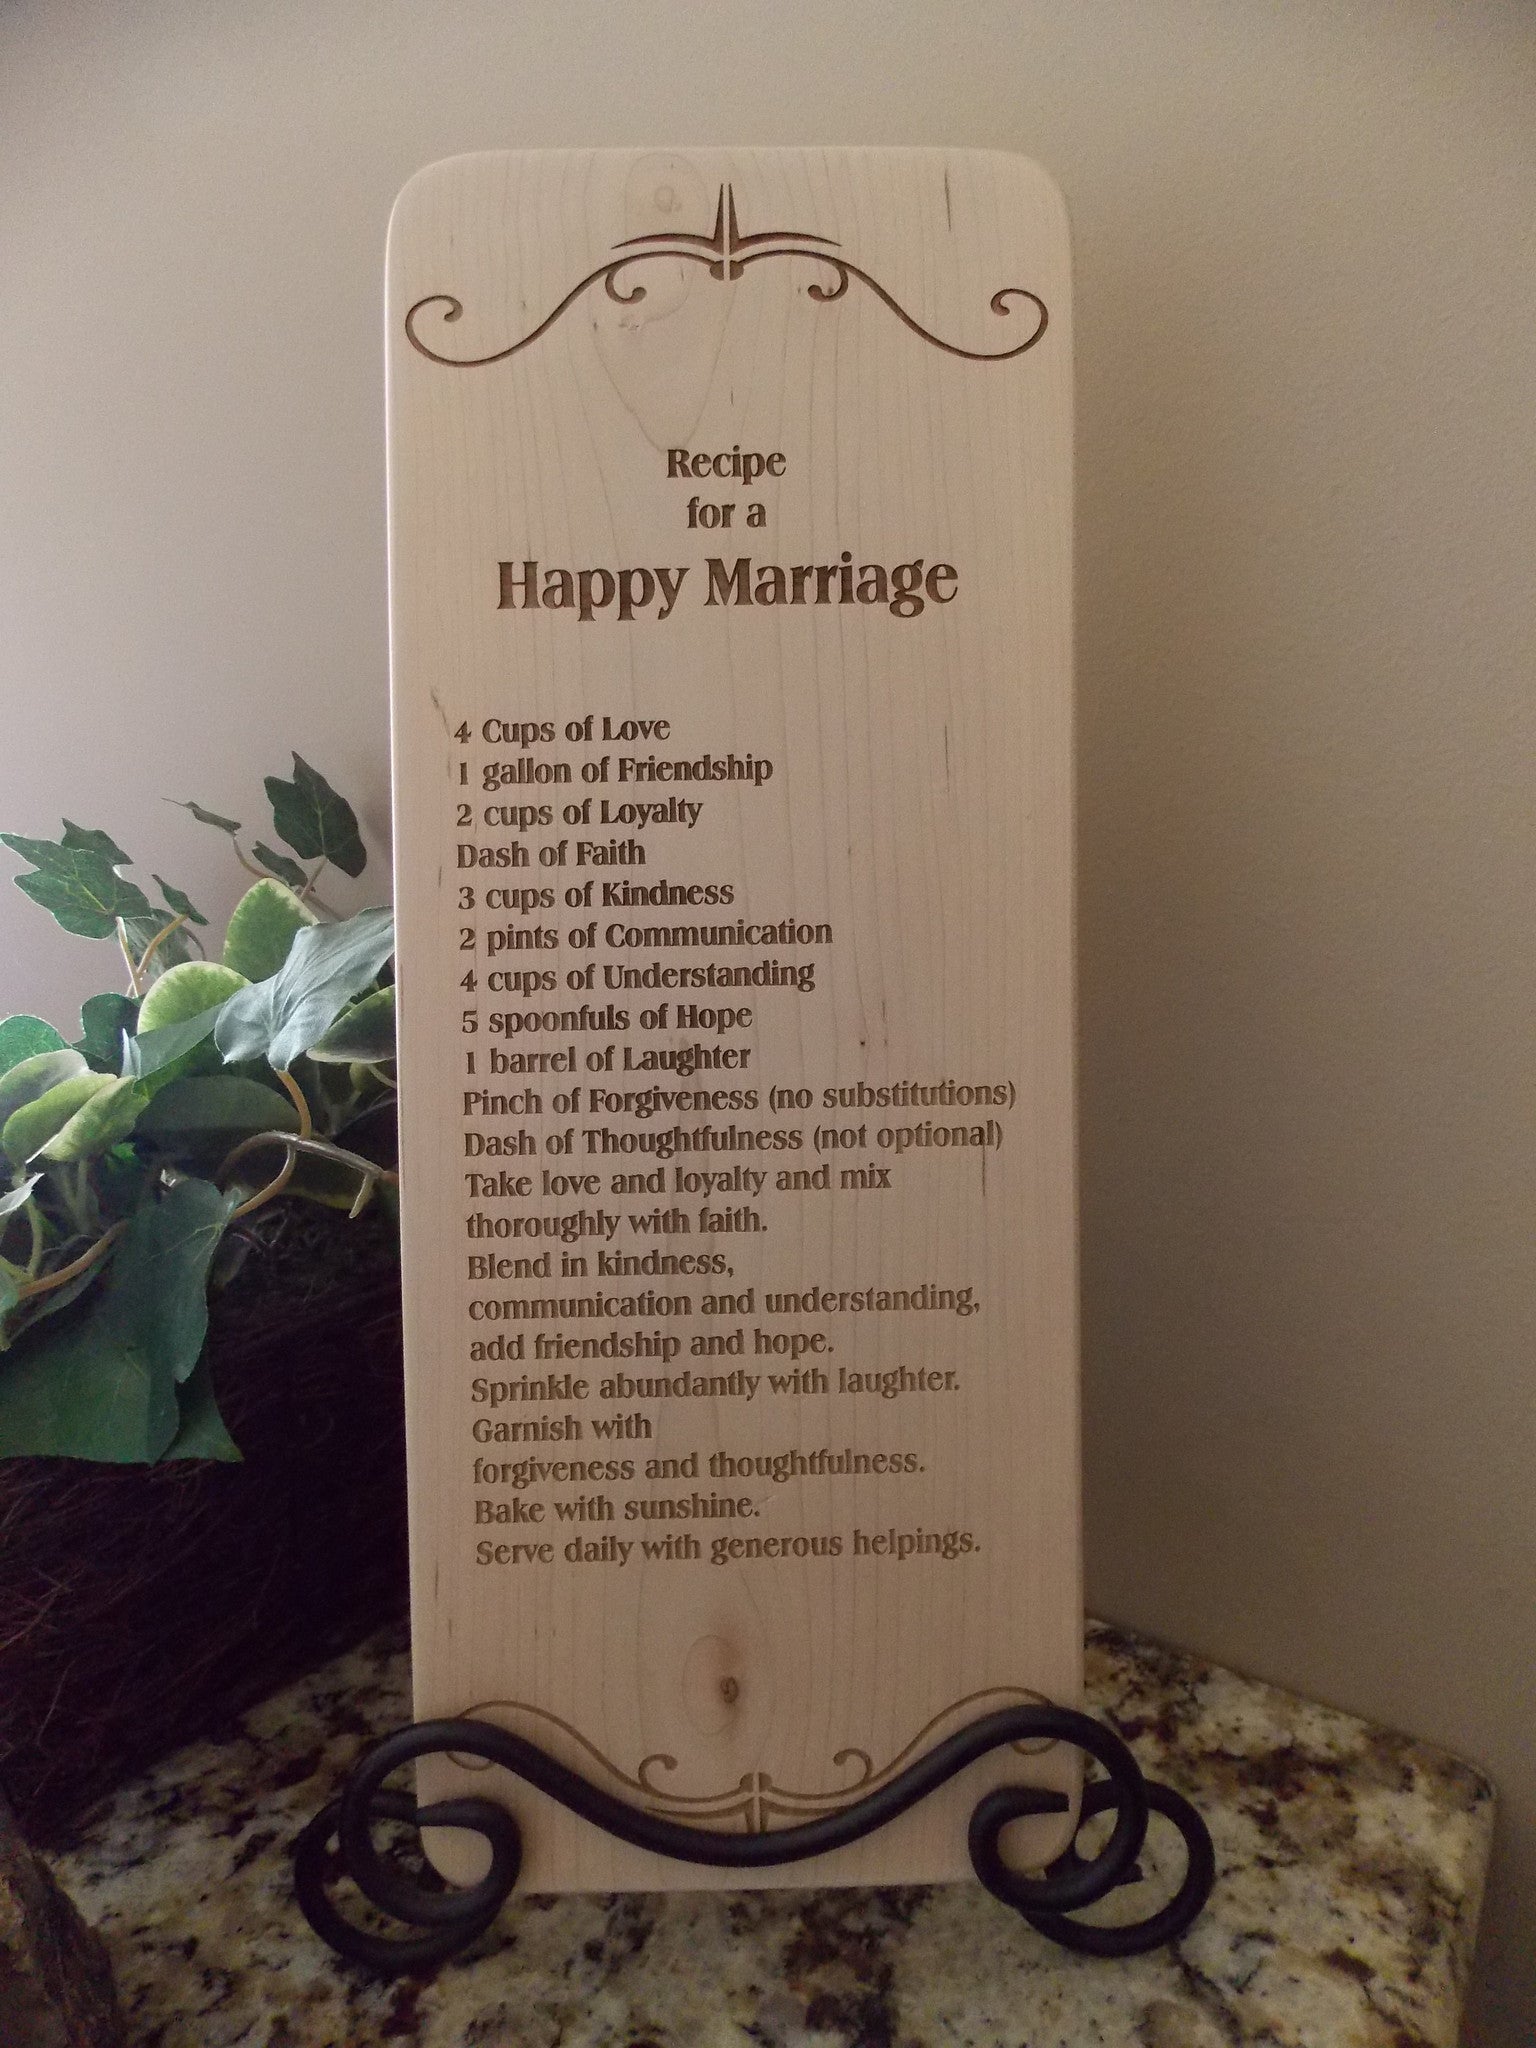 Recipe
for a
Happy Marriage
4 Cups of Love
1 gallon of Friendship
2 cups of Loyalty
Dash of Faith
3 cups of Kindness
2 pints of Communication
4 cups of Understanding
5 spoonfuls of Hope
1 barrel of Laughter
Pinch of Forgiveness (no substitutions)
Dash of Thoughtfulness (not optional)
Take love and loyalty and mix
thoroughly with faith.
Blend in kindness,
communication and understanding,
add friendship and hope.
Sprinkle abundantly with laughter.
Garnish with
forgiveness and thoughtfulness.
Bake with sunshine.
Serve daily with generous helpings.